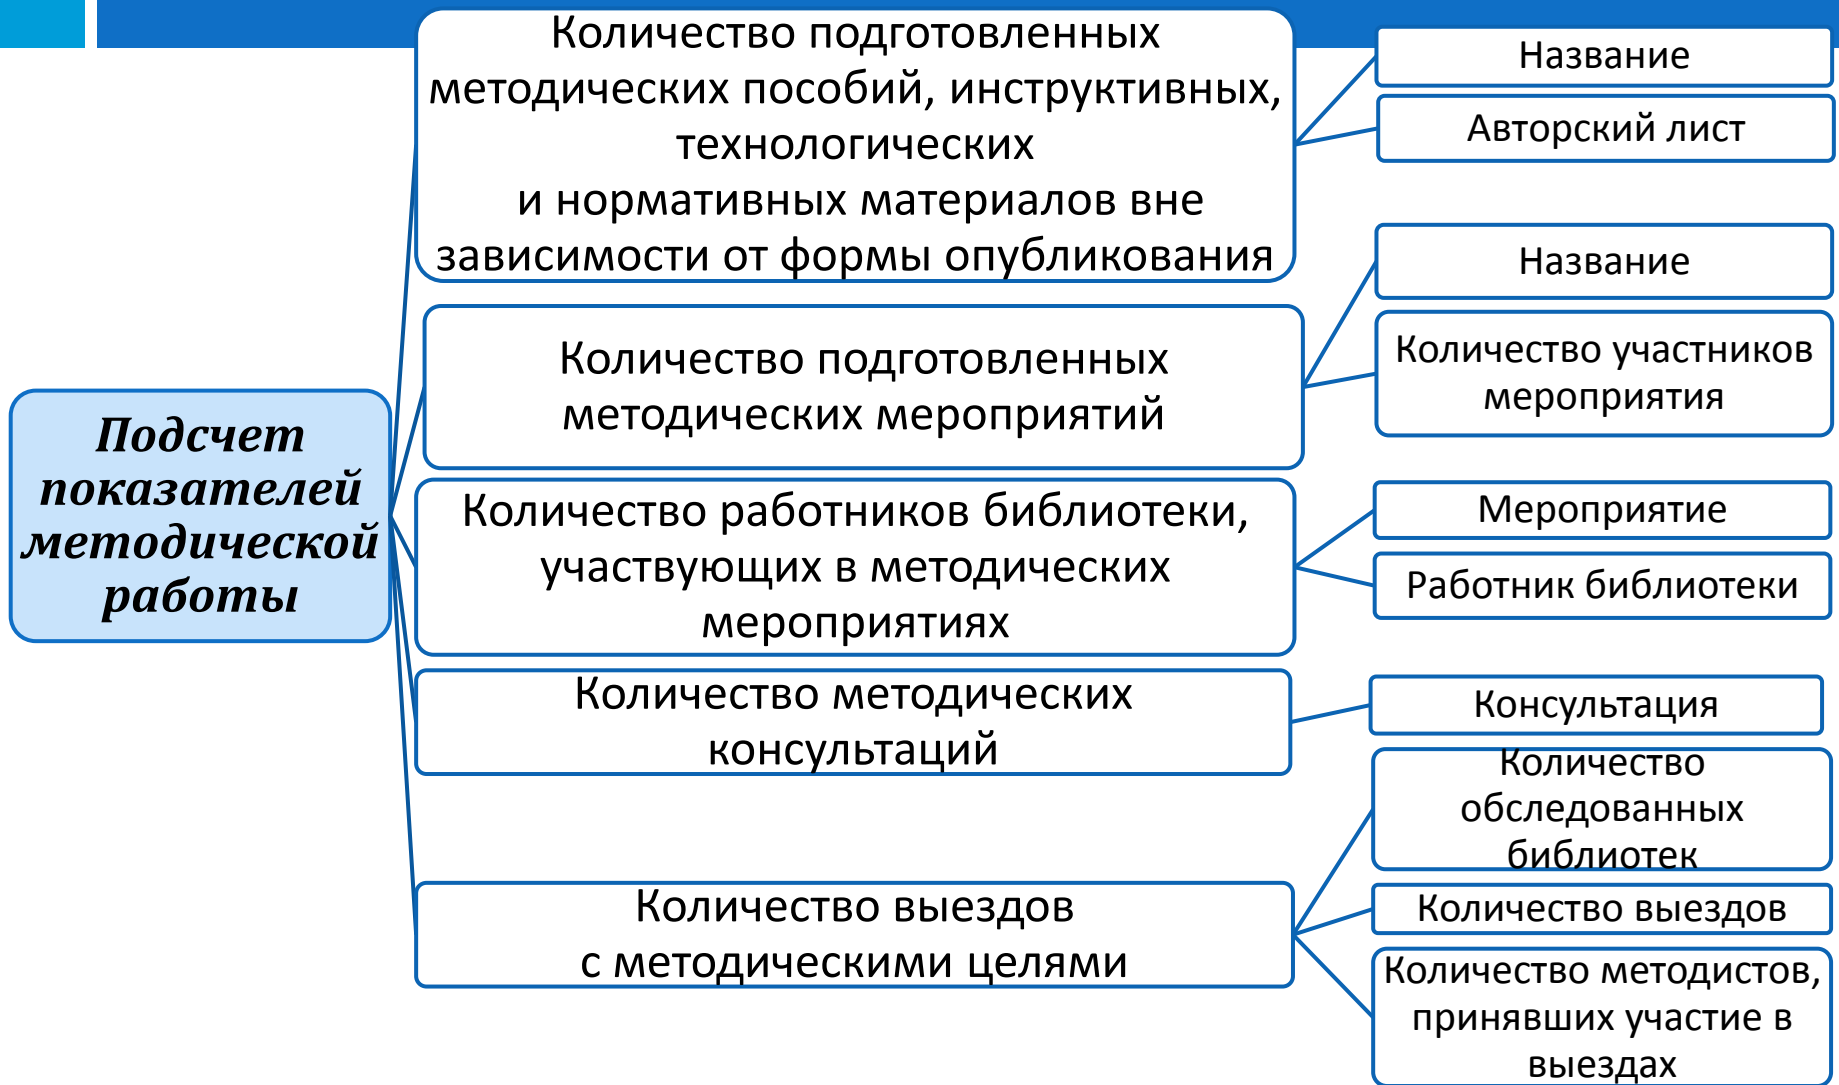 Подсчет
показателей
методической
работы
Количество подготовленных
методических пособий, инструктивных,
технологических
и нормативных материалов вне
зависимости от формы опубликования
Название
Авторский лист
Количество подготовленных
методических мероприятий
Название
Количество участников
мероприятия
Количество работников библиотеки,
участвующих в методических
мероприятиях
Мероприятие
Работник библиотеки
Количество методических
консультаций
Консультация
Количество выездов
с методическими целями
Количество
обследованных
библиотек
Количество выездов
Количество методистов,
принявших участие в
выездах